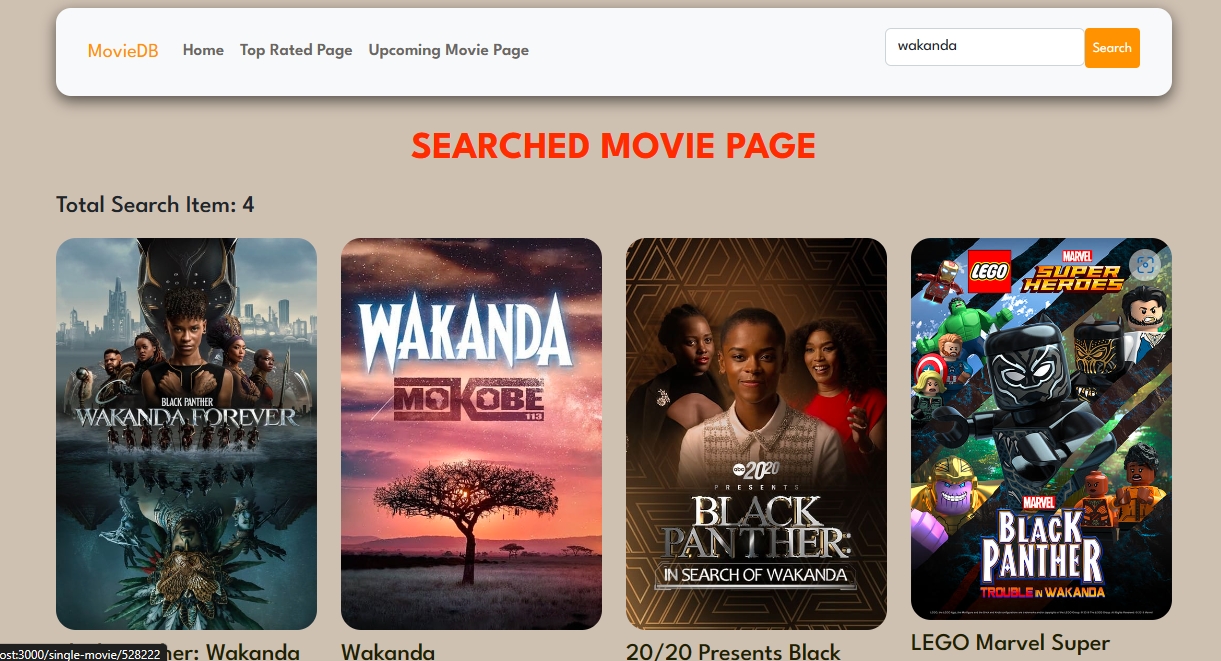 MovieDB Home Top Rated Page Upcoming Movie Page wakanda Search
SEARCHED MOVIE PAGE
Total Search Item: 4
BLACK PANTHER
WAKANDA FOREVER
WAKANDA
MOKOBE
113
abc 20/20
PRESENTS
BLACK
PANTHER:
IN SEARCH OF WAKANDA
LEGO
MARVEL
SUPER
HEROES
MARVEL
BLACK
PANTHER
TROUBLE IN WAKANDA
ost:3000/single-movie/528222
her: Wakanda
Wakanda
20/20 Presents Black
LEGO Marvel Super